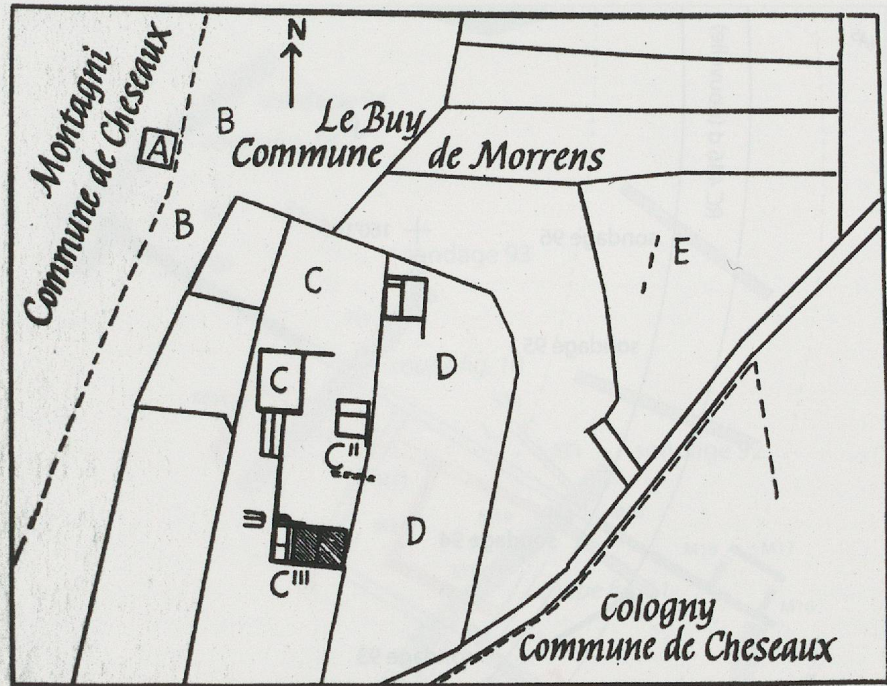 N
Montagni
Commune de Cheseaux
A
B
Le Buy
Commune de Morrens
B
E
C
D
C
C"
D
C'''
Cologny
Commune de Cheseaux